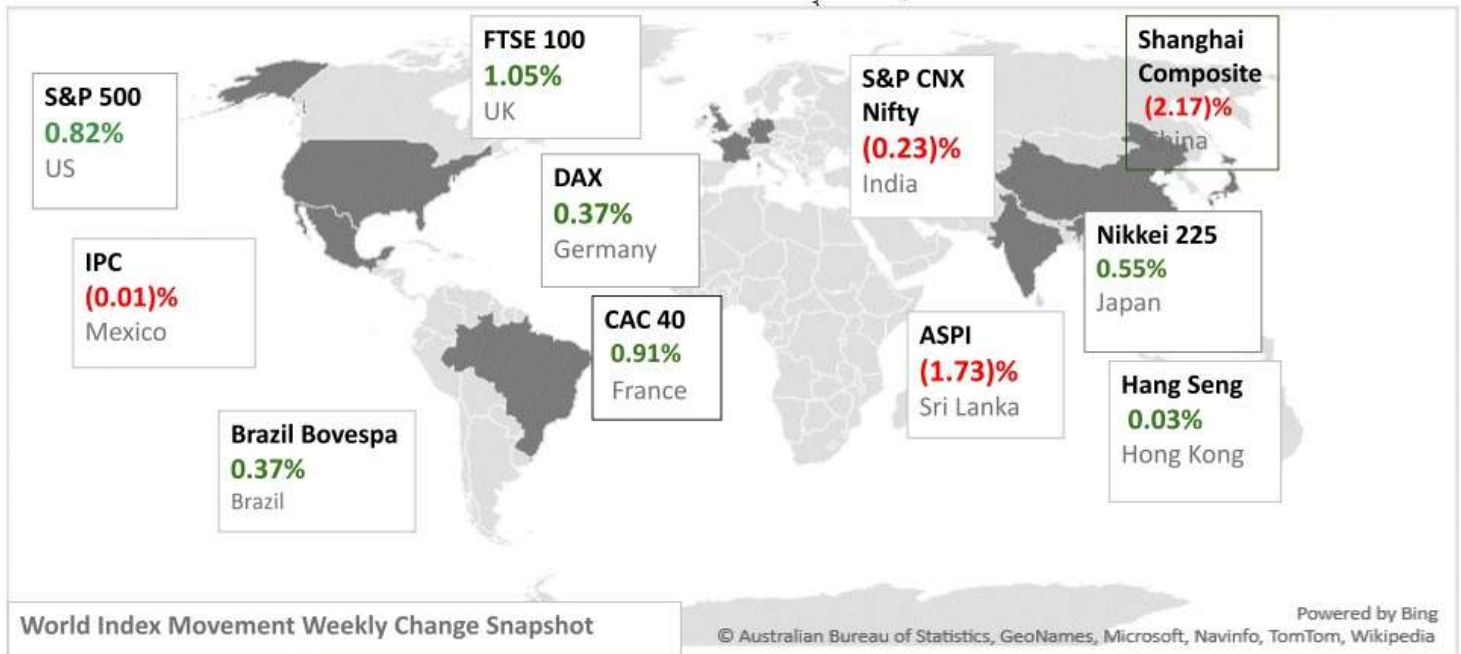 S&P 500
0.82%
US
FTSE 100
1.05%
UK
S&P CNX
Nifty
(0.23)%
India
Shanghai
Composite
(2.17)%
China
DAX
0.37%
Germany
IPC
(0.01)%
Mexico
Nikkei 225
0.55%
Japan
CAC 40
0.91%
France
ASPI
(1.73)%
Sri Lanka
Hang Seng
0.03%
Hong Kong
Brazil Bovespa
0.37%
Brazil
World Index Movement Weekly Change Snapshot
Powered by Bing
© Australian Bureau of Statistics, GeoNames, Microsoft, Navinfo, TomTom, Wikipedia